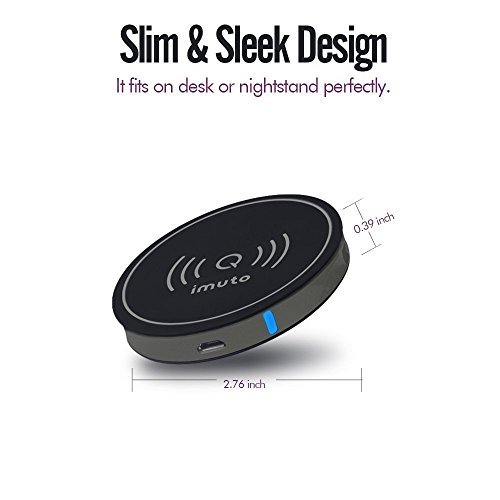 Slim & Sleek Design
It fits on desk or nightstand perfectly.
0.39 inch
Q
imuto
2.76 inch